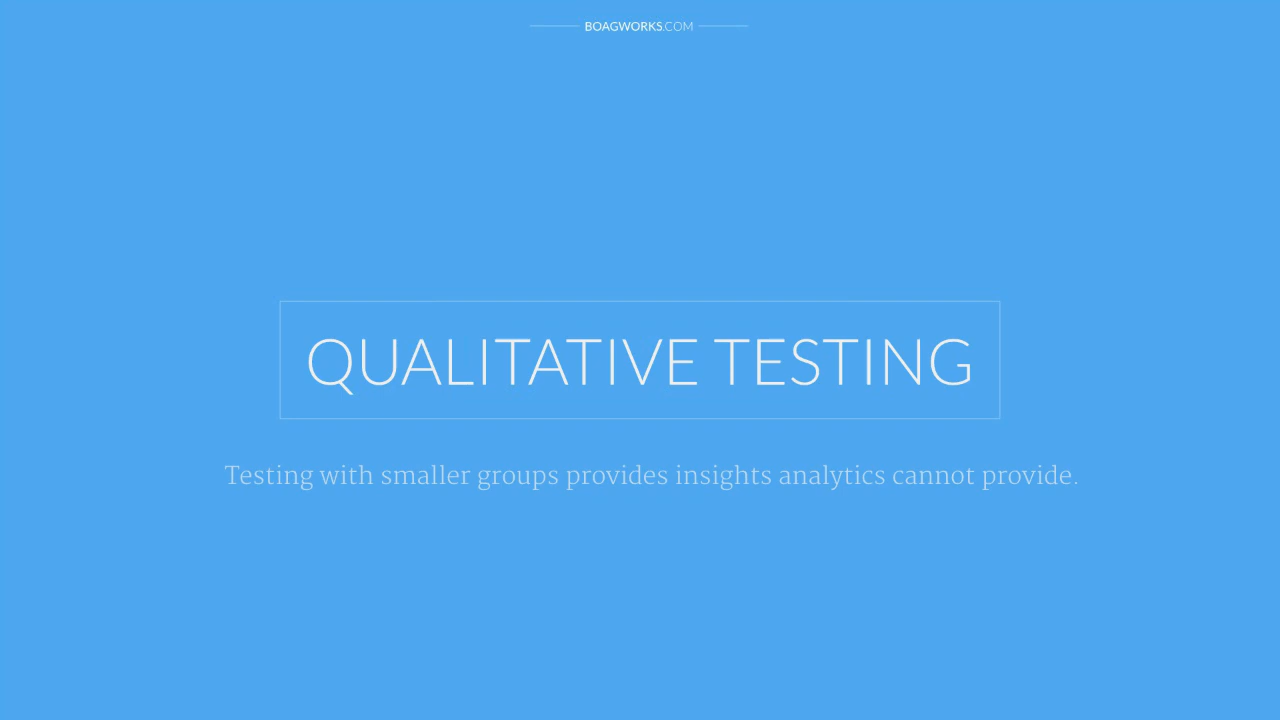 BOAGWORKS.COM
QUALITATIVE TESTING
Testing with smaller groups provides insights analytics cannot provide.